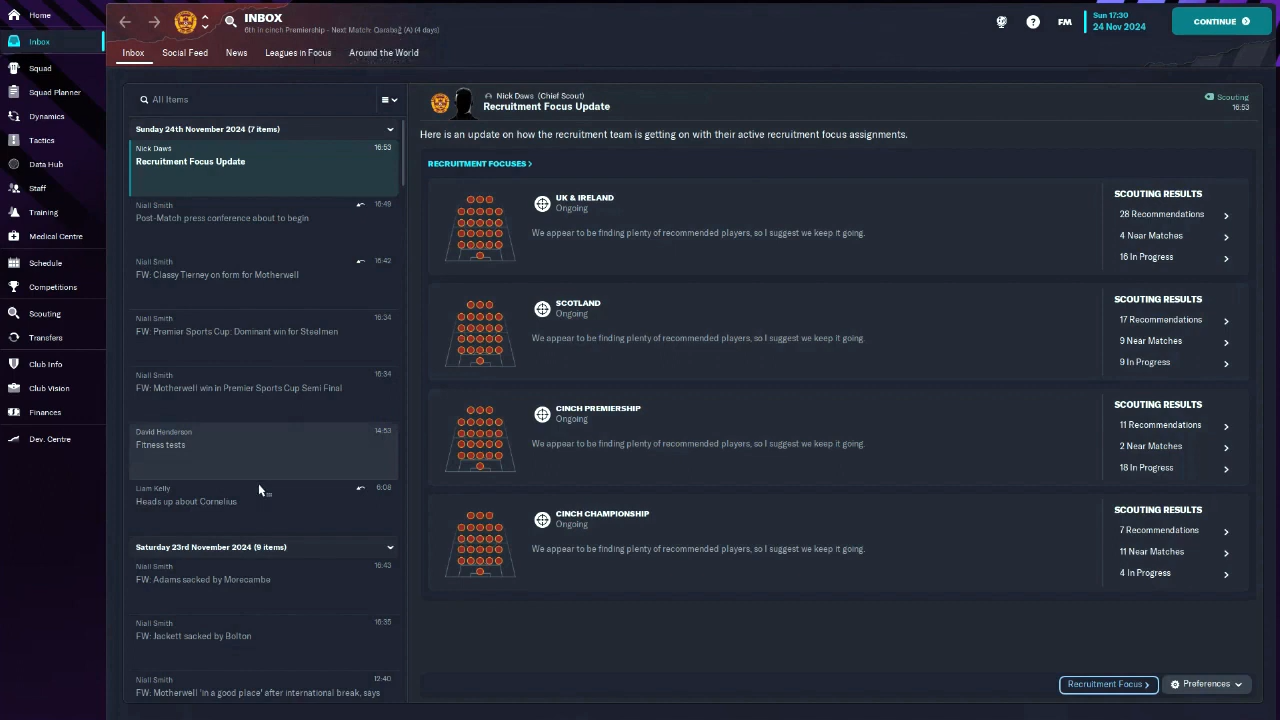 Home
Inbox
Squad
Squad Planner
Dynamics
Tactics
Data Hub
Staff
Training
Medical Centre
Schedule
Competitions
Scouting
Transfers
Club Info
Club Vision
Finances
Dev. Centre
INBOX
6th in cinch Premiership - Next Match: Qarabağ (A) (4 days)
FM
Sun 17:30
24 Nov 2024
CONTINUE
Inbox
Social Feed
News
Leagues in Focus
Around the World
All Items
Sunday 24th November 2024 (7 items)
Nick Daws 16:53
Recruitment Focus Update
Niall Smith 16:49
Post-Match press conference about to begin
Niall Smith 16:42
FW: Classy Tierney on form for Motherwell
Niall Smith 16:34
FW: Premier Sports Cup: Dominant win for Steelmen
Niall Smith 16:34
FW: Motherwell win in Premier Sports Cup Semi Final
David Henderson 14:53
Fitness tests
Liam Kelly 6:08
Heads up about Cornelius
Saturday 23rd November 2024 (9 items)
Niall Smith 16:43
FW: Adams sacked by Morecambe
Niall Smith 16:35
FW: Jackett sacked by Bolton
Niall Smith 12:40
FW: Motherwell 'in a good place' after international break, says
Nick Daws (Chief Scout)
Recruitment Focus Update
Scouting
16:53
Here is an update on how the recruitment team is getting on with their active recruitment focus assignments.
RECRUITMENT FOCUSES
UK & IRELAND
Ongoing
We appear to be finding plenty of recommended players, so I suggest we keep it going.
SCOUTING RESULTS
28 Recommendations
4 Near Matches
16 In Progress
SCOTLAND
Ongoing
We appear to be finding plenty of recommended players, so I suggest we keep it going.
SCOUTING RESULTS
17 Recommendations
9 Near Matches
9 In Progress
CINCH PREMIERSHIP
Ongoing
We appear to be finding plenty of recommended players, so I suggest we keep it going.
SCOUTING RESULTS
11 Recommendations
2 Near Matches
18 In Progress
CINCH CHAMPIONSHIP
Ongoing
We appear to be finding plenty of recommended players, so I suggest we keep it going.
SCOUTING RESULTS
7 Recommendations
11 Near Matches
4 In Progress
Recruitment Focus
Preferences